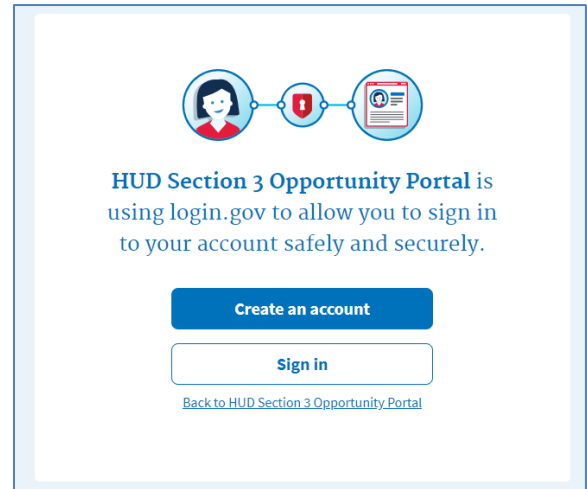 HUD Section 3 Opportunity Portal is
using login.gov to allow you to sign in
to your account safely and securely.
Create an account
Sign in
Back to HUD Section 3 Opportunity Portal